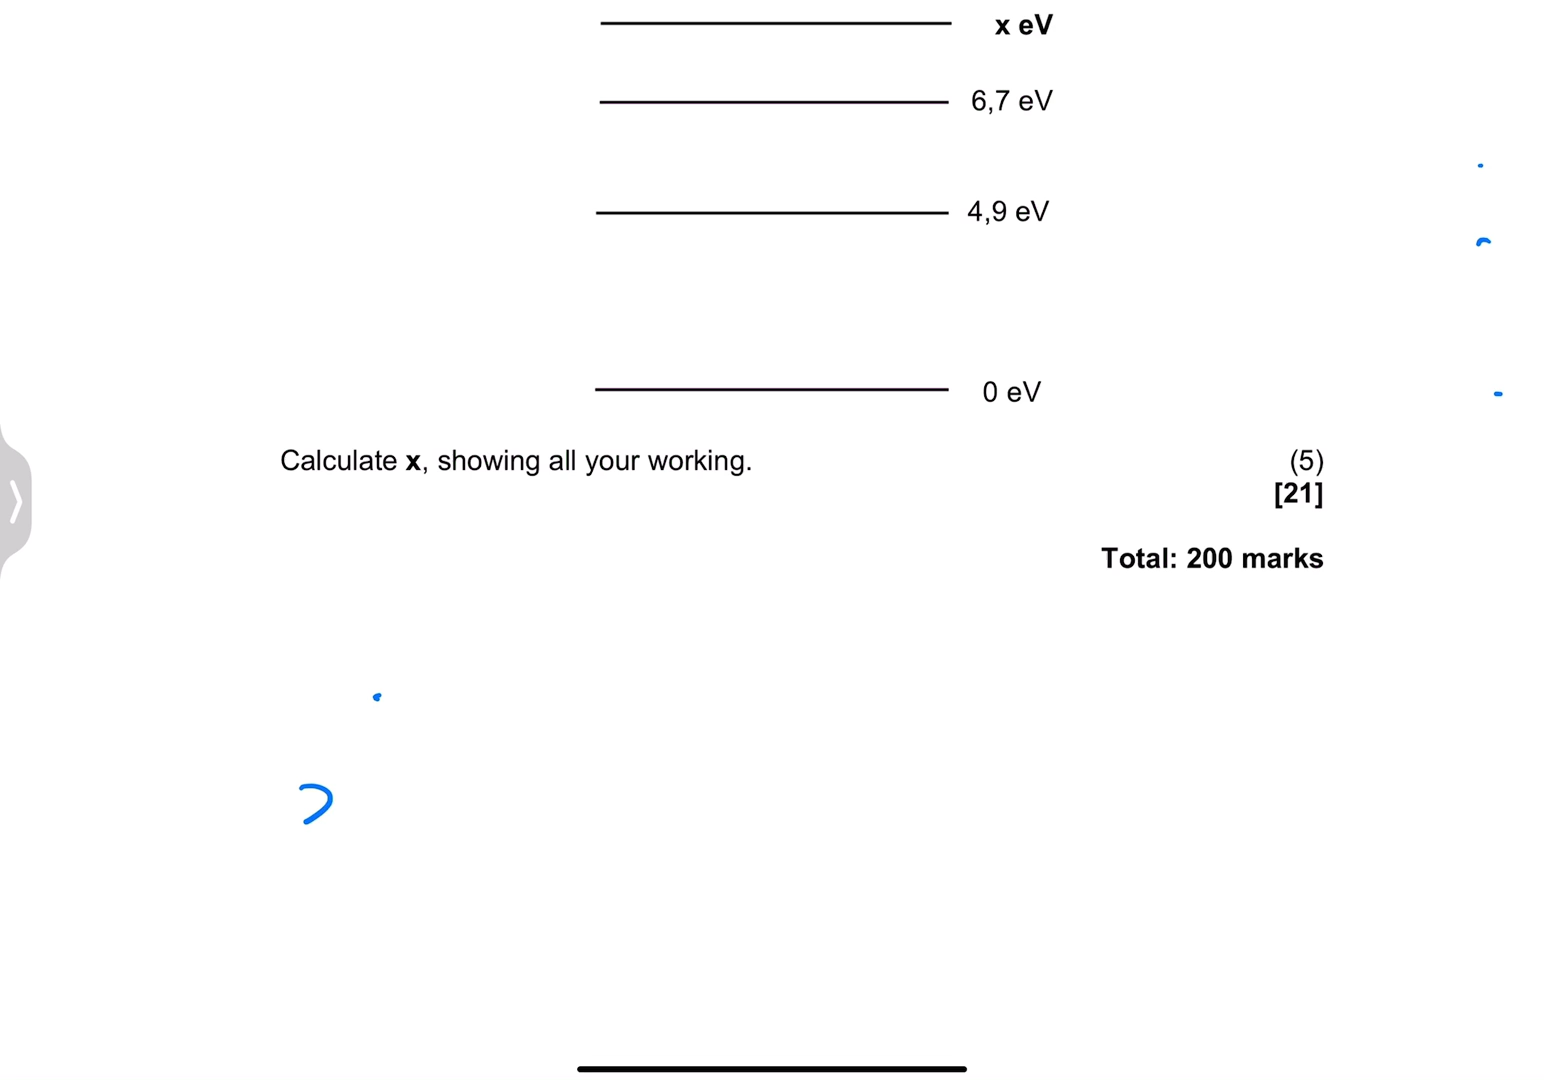 x eV
6,7 eV
4,9 eV
0 eV
Calculate x, showing all your working. (5)
[21]
Total: 200 marks